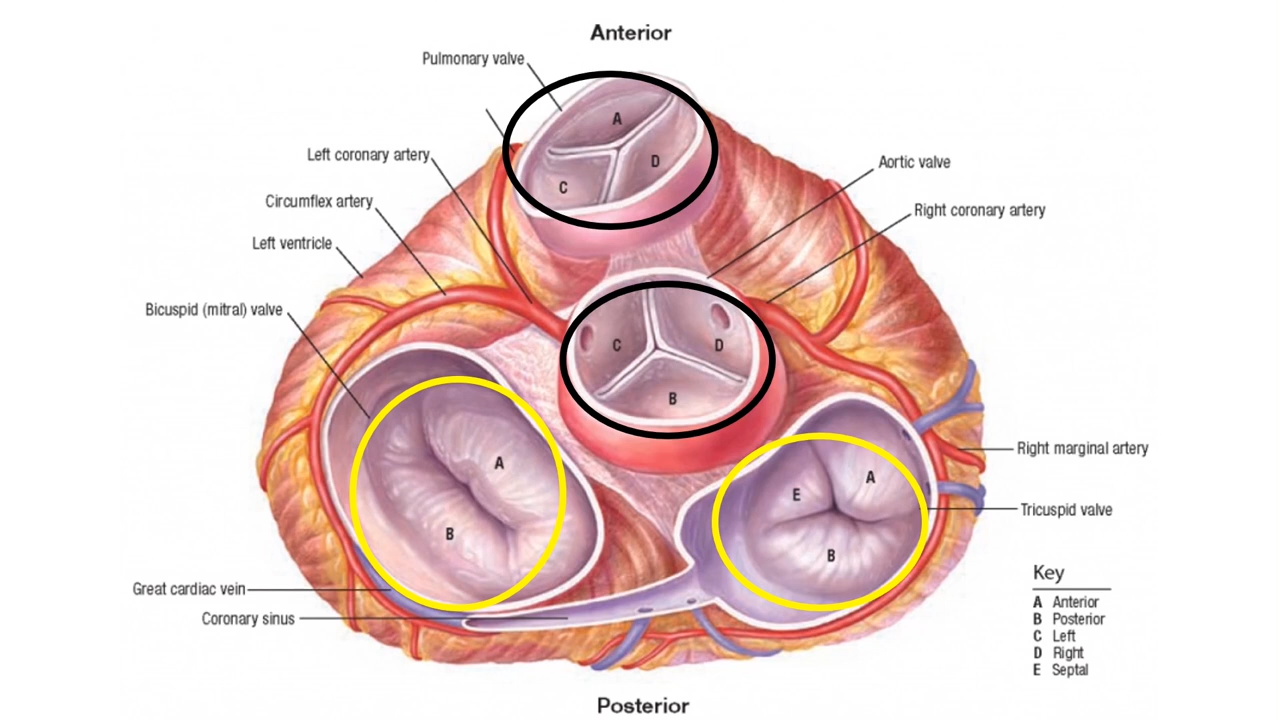 Anterior
Pulmonary valve
A
D
C
Left coronary artery
Aortic valve
Circumflex artery
Right coronary artery
Left ventricle
Bicuspid (mitral) valve
C
D
B
A
B
A
E
B
Right marginal artery
Tricuspid valve
Great cardiac vein
Coronary sinus
Key
A Anterior
B Posterior
C Left
D Right
E Septal
Posterior